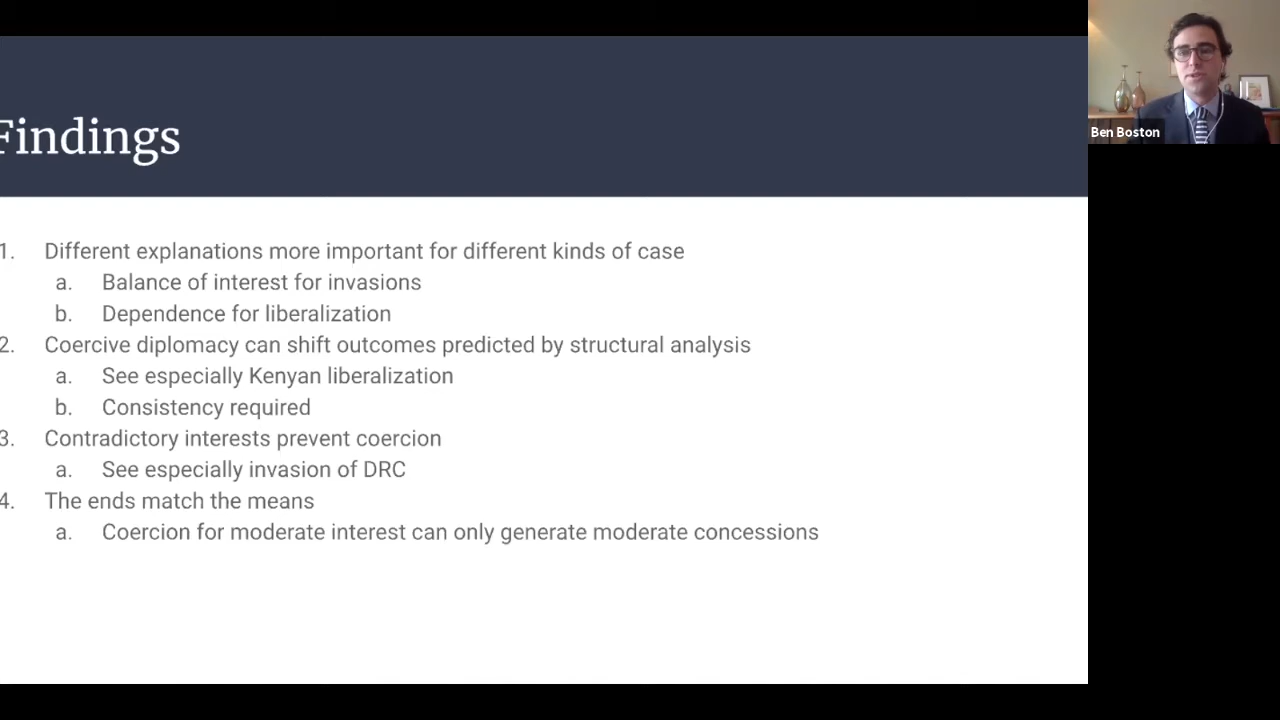 Findings
1. Different explanations more important for different kinds of case
a. Balance of interest for invasions
b. Dependence for liberalization
2. Coercive diplomacy can shift outcomes predicted by structural analysis
a. See especially Kenyan liberalization
b. Consistency required
3. Contradictory interests prevent coercion
a. See especially invasion of DRC
4. The ends match the means
a. Coercion for moderate interest can only generate moderate concessions
Ben Boston